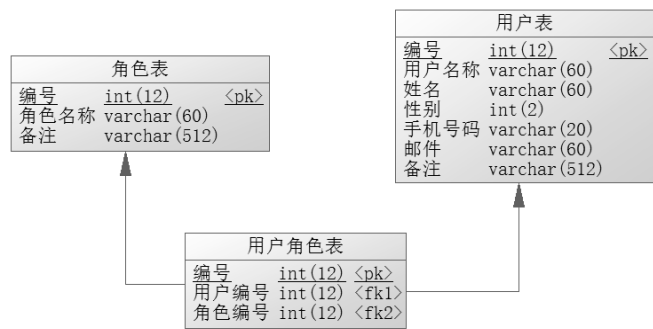 角色表
编号 int(12) <pk>
角色名称 varchar(60)
备注 varchar(512)
用户表
编号 int(12) <pk>
用户名称 varchar(60)
姓名 varchar(60)
性别 int(2)
手机号码 varchar(20)
邮件 varchar(60)
备注 varchar(512)
用户角色表
编号 int(12) <pk>
用户编号 int(12) <fk1>
角色编号 int(12) <fk2>